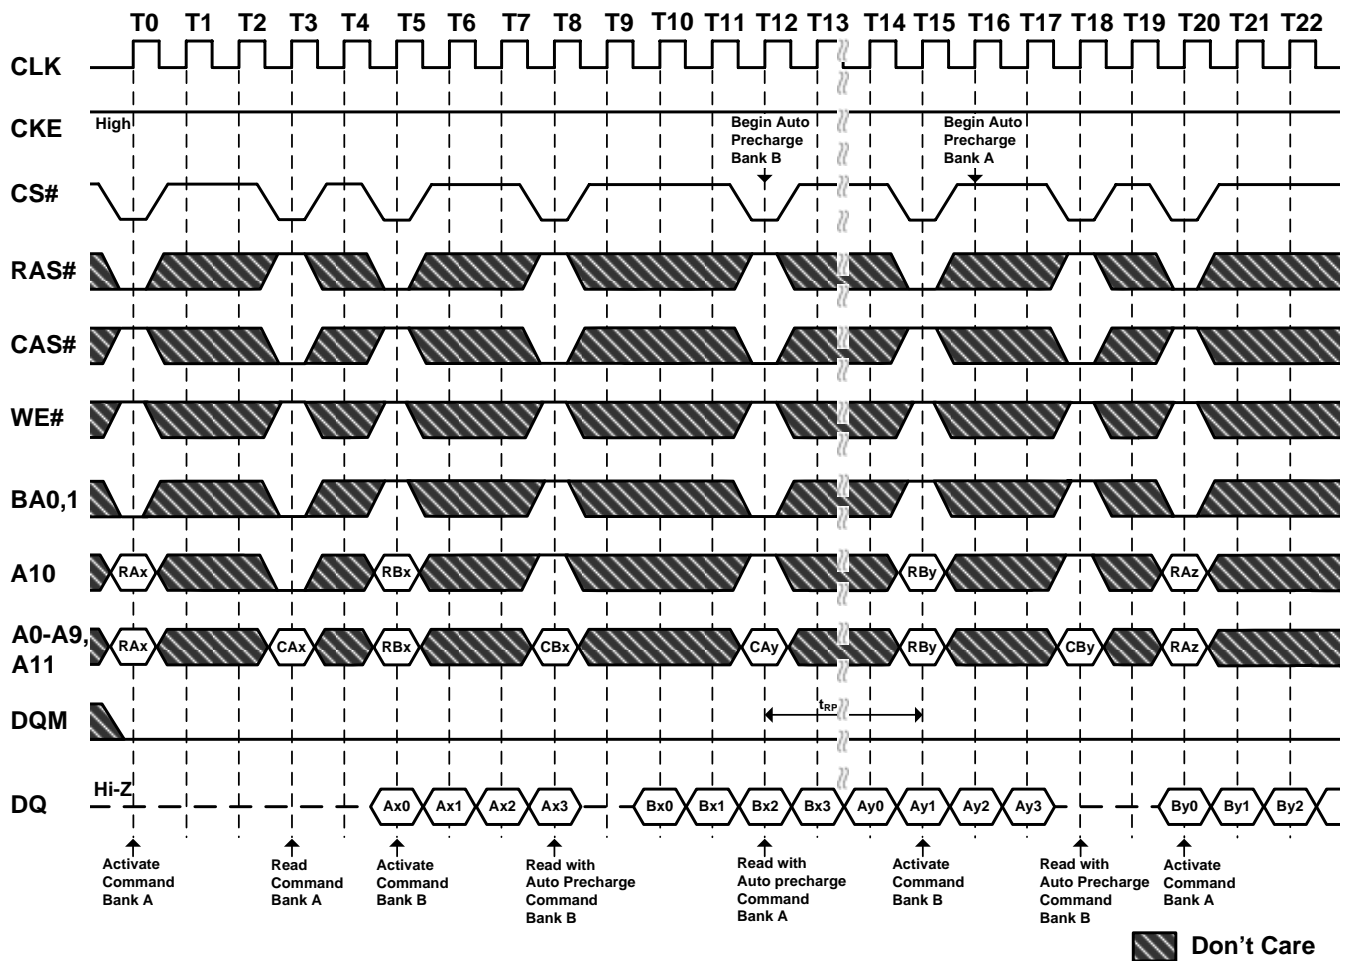 T0 T1 T2 T3 T4 T5 T6 T7 T8 T9 T10 T11 T12 T13 T14 T15 T16 T17 T18 T19 T20 T21 T22
CLK
CKE
High
Begin Auto
Precharge
Bank B
Begin Auto
Precharge
Bank A
CS#
RAS#
CAS#
WE#
BA0,1
A10
RAx RBx RBy RAz
A0-A9,
A11
RAx CAx RBx CBx CAy RBy CBy RAz
DQM
tRP
DQ
Hi-Z
Ax0 Ax1 Ax2 Ax3 Bx0 Bx1 Bx2 Bx3 Ay0 Ay1 Ay2 Ay3 By0 By1 By2
Activate
Command
Bank A
Read
Command
Bank A
Activate
Command
Bank B
Read with
Auto Precharge
Command
Bank B
Read with
Auto precharge
Command
Bank A
Activate
Command
Bank B
Read with
Auto Precharge
Command
Bank B
Activate
Command
Bank A
Don't Care